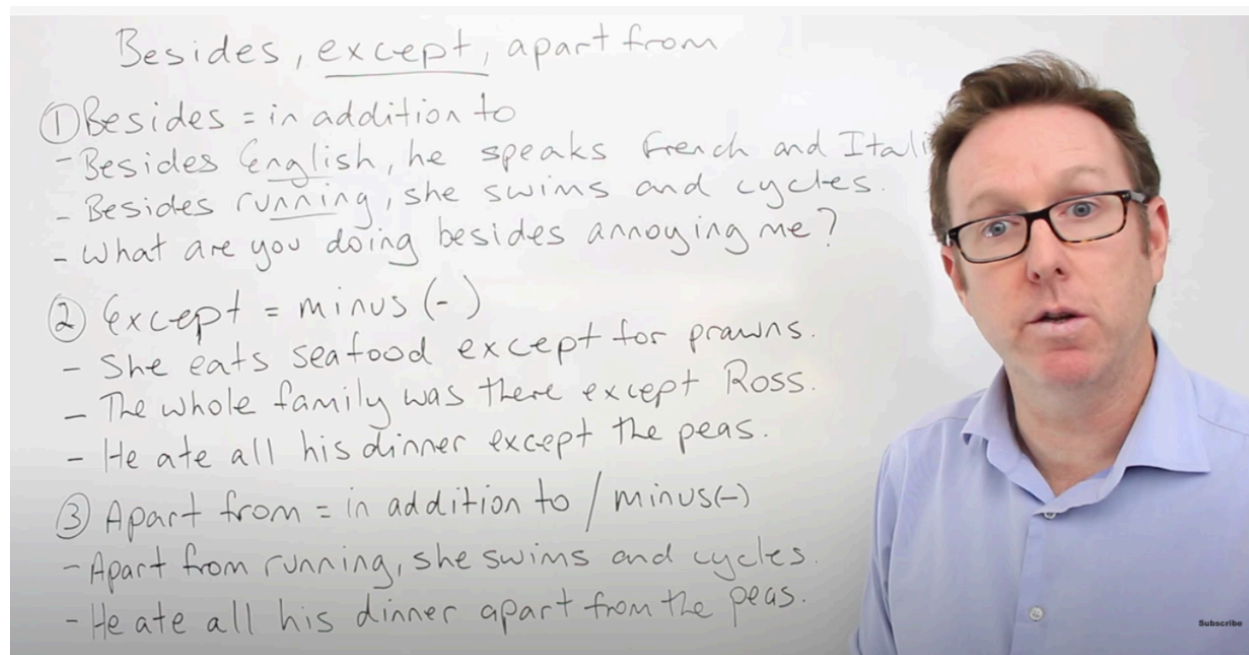 Besides, except, apart from
① Besides = in addition to
- Besides English, he speaks French and Itali
- Besides running, she swims and cycles.
- What are you doing besides annoying me?
② Except = minus (-)
- She eats seafood except for prawns.
- The whole family was there except Ross.
- He ate all his dinner except the peas.
③ Apart from = in addition to / minus(-)
- Apart from running, she swims and cycles.
- He ate all his dinner apart from the peas.
Subscribe